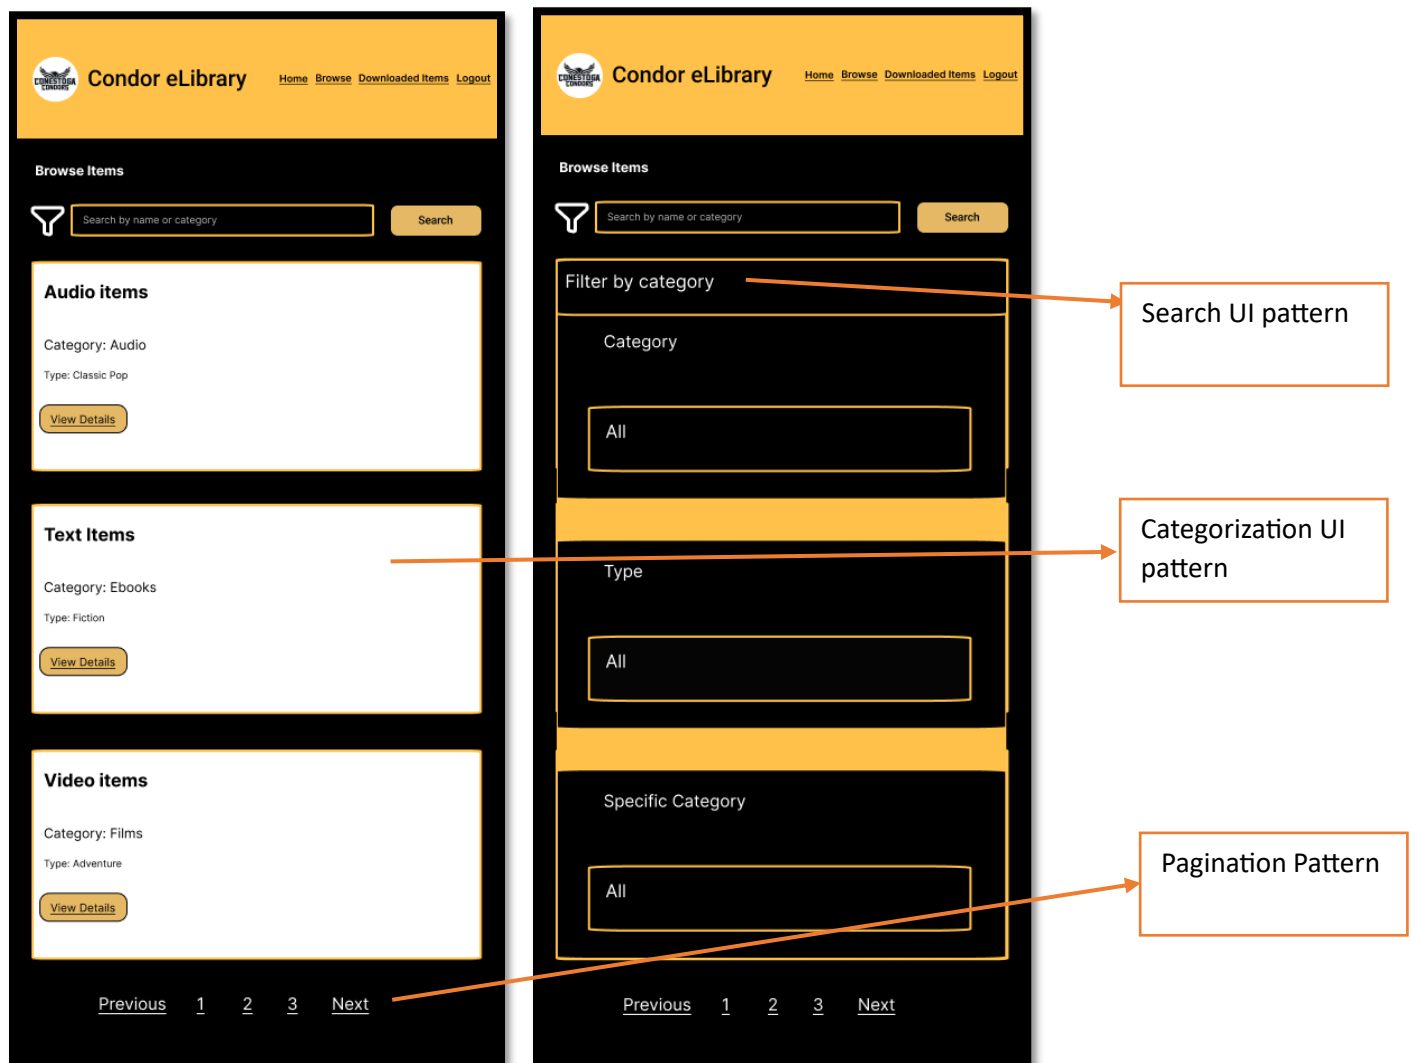 CONESTOGA
CONDORS
Condor eLibrary
Home Browse Downloaded Items Logout
Browse Items
Search by name or category
Search
Audio items
Category: Audio
Type: Classic Pop
View Details
Text Items
Category: Ebooks
Type: Fiction
View Details
Video items
Category: Films
Type: Adventure
View Details
Previous 1 2 3 Next
CONESTOGA
CONDORS
Condor eLibrary
Home Browse Downloaded Items Logout
Browse Items
Search by name or category
Search
Filter by category
Category
All
Type
All
Specific Category
All
Previous 1 2 3 Next
Search UI pattern
Categorization UI
pattern
Pagination Pattern